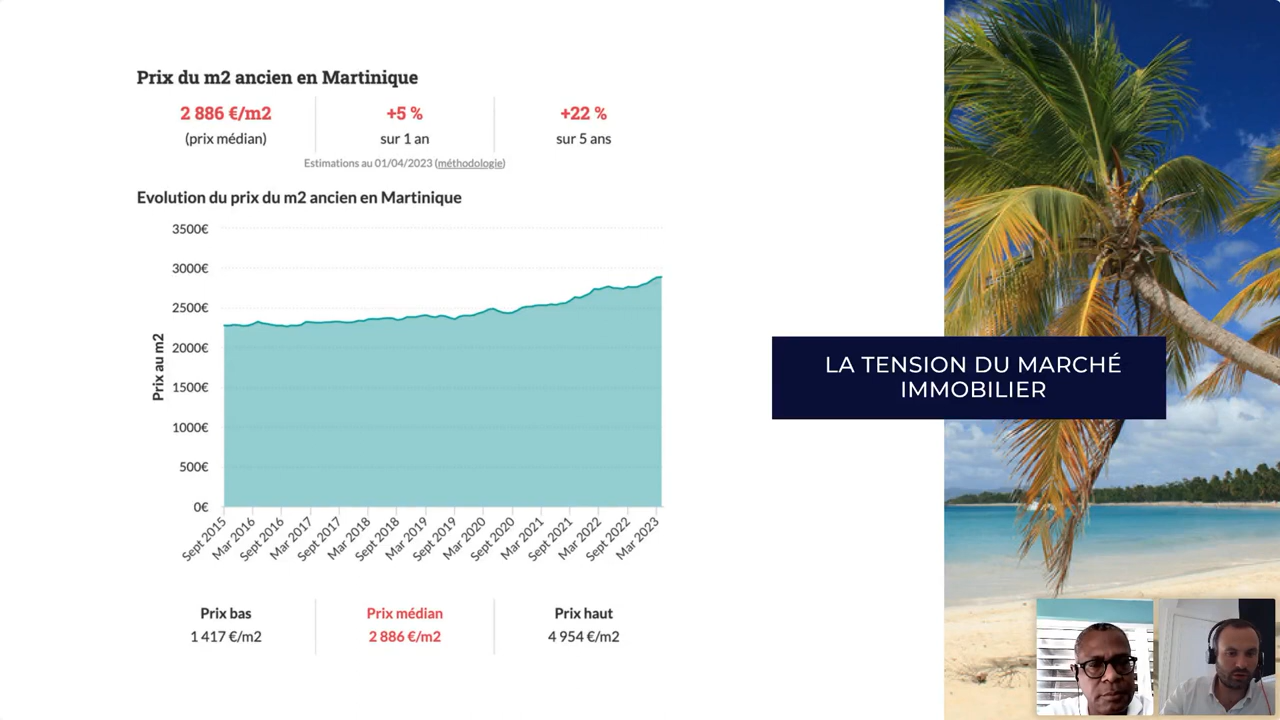 Prix du m2 ancien en Martinique
2 886 €/m2
(prix médian)
+5 %
sur 1 an
+22 %
sur 5 ans
Estimations au 01/04/2023 (méthodologie)
Evolution du prix du m2 ancien en Martinique
3500€
3000€
2500€
2000€
1500€
1000€
500€
0€
Prix au m2
Sept 2015
Mar 2016
Sept 2016
Mar 2017
Sept 2017
Mar 2018
Sept 2018
Mar 2019
Sept 2019
Mar 2020
Sept 2020
Mar 2021
Sept 2021
Mar 2022
Sept 2022
Mar 2023
Prix bas
1 417 €/m2
Prix médian
2 886 €/m2
Prix haut
4 954 €/m2
LA TENSION DU MARCHÉ
IMMOBILIER